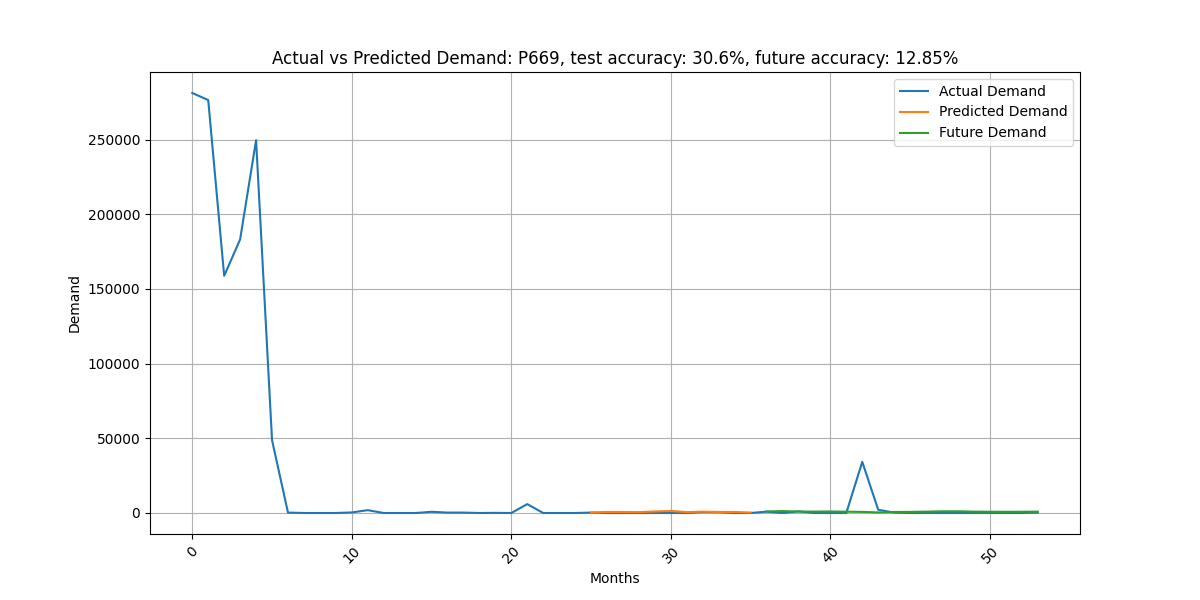 Actual vs Predicted Demand: P669, test accuracy: 30.6%, future accuracy: 12.85%
Actual Demand
Predicted Demand
Future Demand
Demand
250000
200000
150000
100000
50000
0
0
10
20
30
40
50
Months